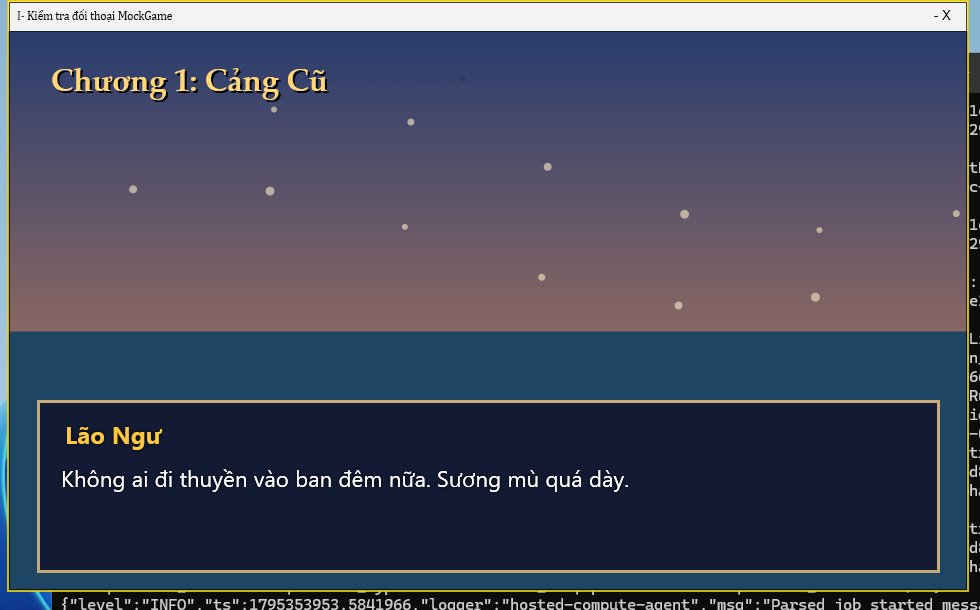 I- Kiểm tra đối thoại MockGame
- X
Chương 1: Cảng Cũ
Lão Ngư
Không ai đi thuyền vào ban đêm nữa. Sương mù quá dày.
{"level":"INFO","ts":1795353953.5841966,"logger":"hosted-compute-agent","msg":"Parsed job started